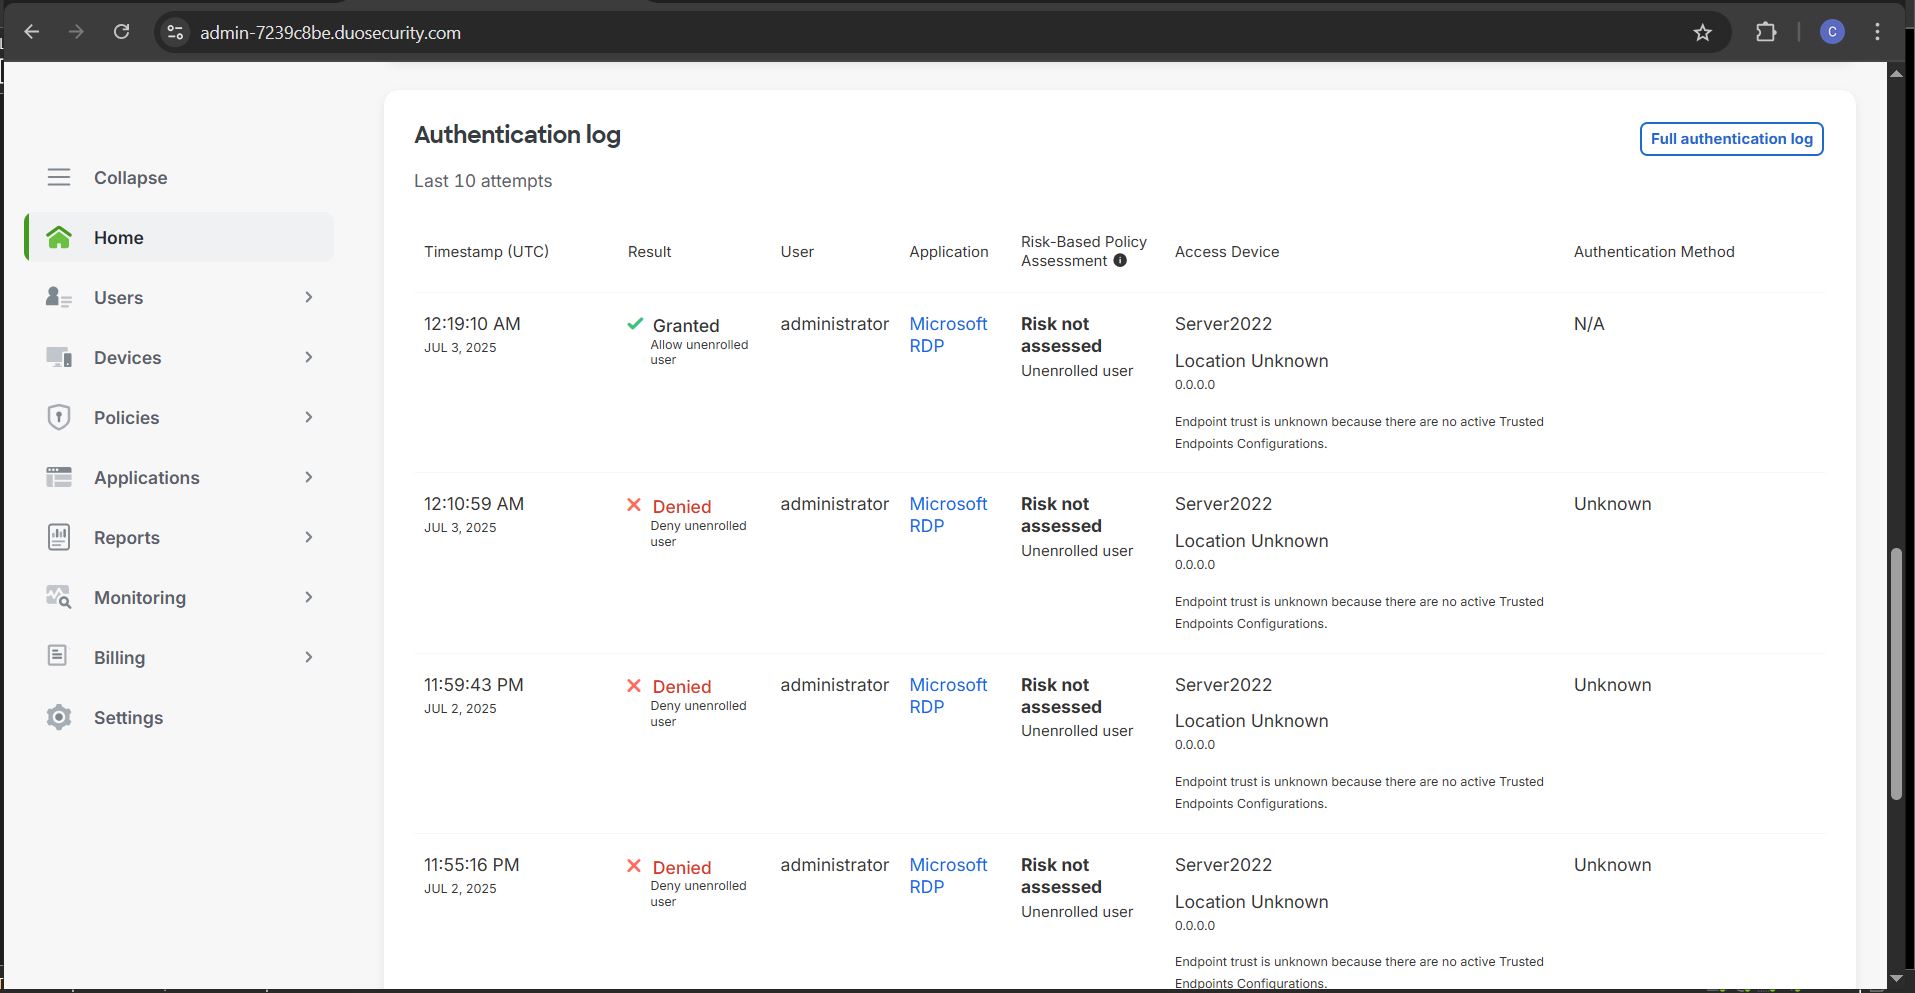 admin-7239c8be.duosecurity.com
C
Collapse
Home
Users
Devices
Policies
Applications
Reports
Monitoring
Billing
Settings
Authentication log
Full authentication log
Last 10 attempts
Timestamp (UTC) Result User Application Risk-Based Policy Assessment Access Device Authentication Method
12:19:10 AM
JUL 3, 2025
Granted
Allow unenrolled
user
administrator
Microsoft
RDP
Risk not
assessed
Unenrolled user
Server2022
Location Unknown
0.0.0.0
Endpoint trust is unknown because there are no active Trusted
Endpoints Configurations.
N/A
12:10:59 AM
JUL 3, 2025
Denied
Deny unenrolled
user
administrator
Microsoft
RDP
Risk not
assessed
Unenrolled user
Server2022
Location Unknown
0.0.0.0
Endpoint trust is unknown because there are no active Trusted
Endpoints Configurations.
Unknown
11:59:43 PM
JUL 2, 2025
Denied
Deny unenrolled
user
administrator
Microsoft
RDP
Risk not
assessed
Unenrolled user
Server2022
Location Unknown
0.0.0.0
Endpoint trust is unknown because there are no active Trusted
Endpoints Configurations.
Unknown
11:55:16 PM
JUL 2, 2025
Denied
Deny unenrolled
user
administrator
Microsoft
RDP
Risk not
assessed
Unenrolled user
Server2022
Location Unknown
0.0.0.0
Endpoint trust is unknown because there are no active Trusted
Endpoints Configurations.
Unknown